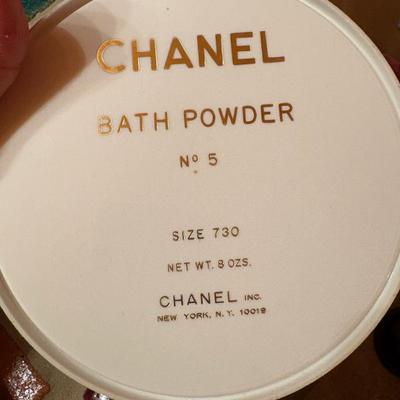 CHANEL
BATH POWDER
Nº 5
SIZE 730
NET WT. 8 OZS.
CHANEL INC.
NEW YORK, N.Y. 10019